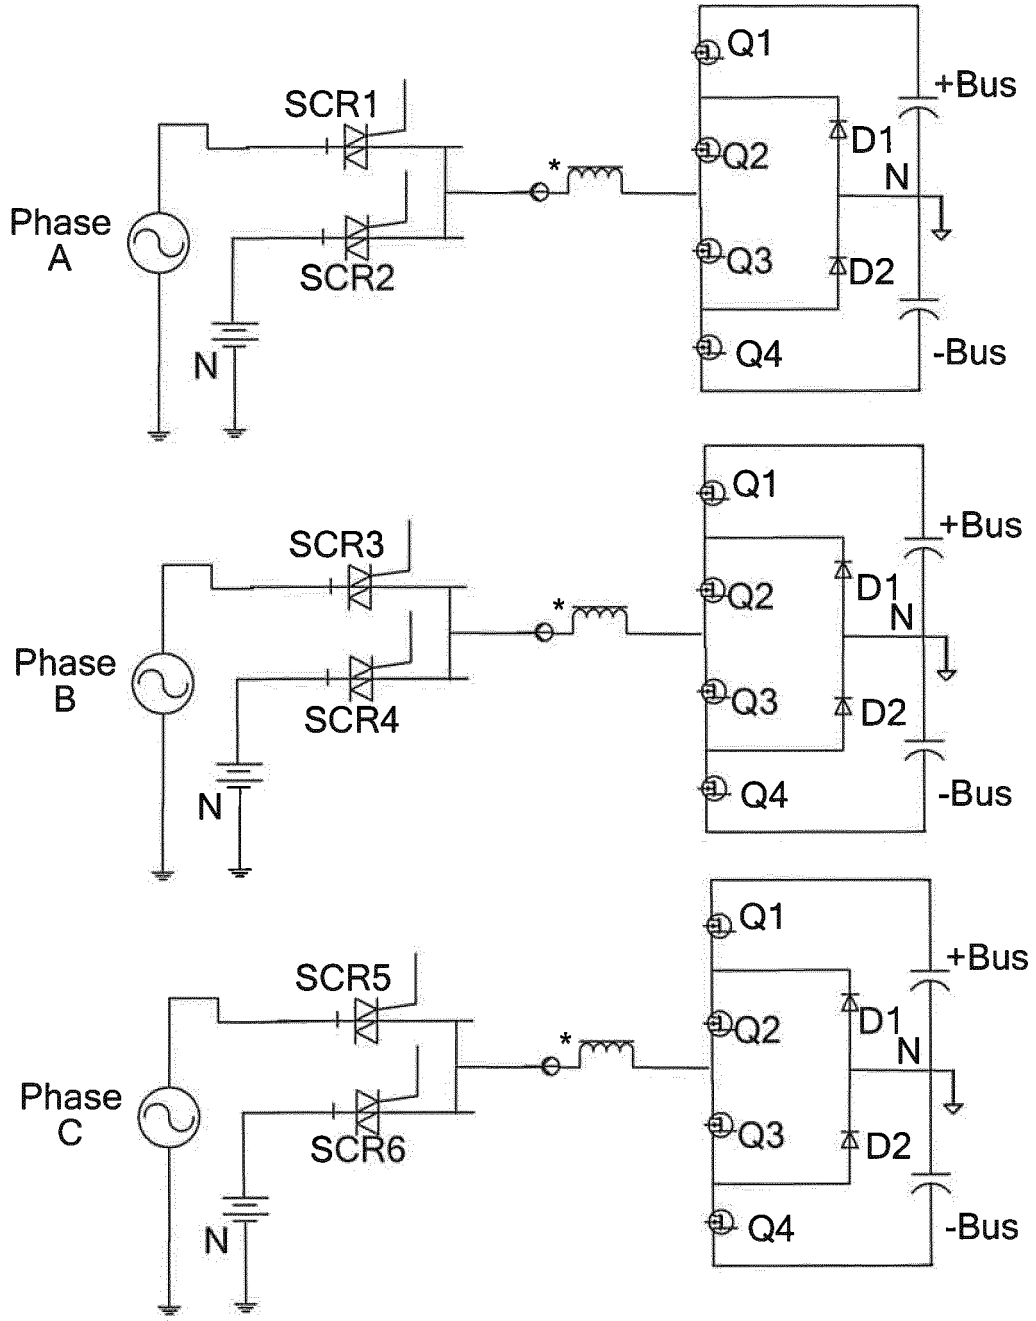 Q1
SCR1
+Bus
*
Q2
D1
N
Phase
A
Q3
SCR2
D2
N
Q4
-Bus
Q1
SCR3
+Bus
*
Q2
D1
N
Phase
B
Q3
SCR4
D2
N
Q4
-Bus
Q1
SCR5
+Bus
*
Q2
D1
N
Phase
C
Q3
SCR6
D2
N
Q4
-Bus